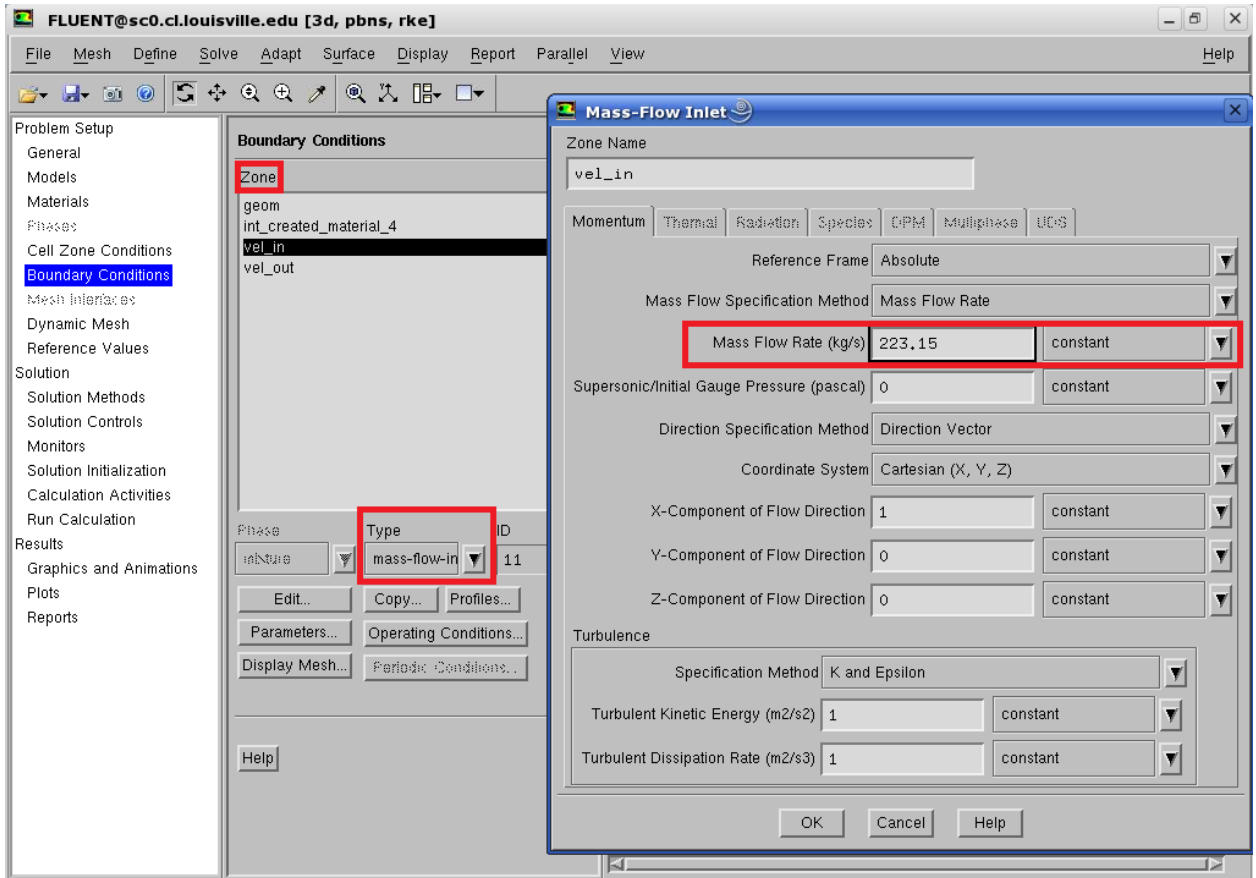 FLUENT@sc0.cl.louisville.edu [3d, pbns, rke]
File Mesh Define Solve Adapt Surface Display Report Parallel View Help
Problem Setup
General
Models
Materials
Phases
Cell Zone Conditions
Boundary Conditions
Mesh Interfaces
Dynamic Mesh
Reference Values
Solution
Solution Methods
Solution Controls
Monitors
Solution Initialization
Calculation Activities
Run Calculation
Results
Graphics and Animations
Plots
Reports
Boundary Conditions
Zone
geom
int_created_material_4
vel_in
vel_out
Phase Type ID
mixture mass-flow-in 11
Edit... Copy... Profiles...
Parameters... Operating Conditions...
Display Mesh... Periodic Conditions...
Help
Mass-Flow Inlet
Zone Name
vel_in
Momentum Thermal Radiation Species DPM Multiphase UDS
Reference Frame Absolute
Mass Flow Specification Method Mass Flow Rate
Mass Flow Rate (kg/s) 223.15 constant
Supersonic/Initial Gauge Pressure (pascal) 0 constant
Direction Specification Method Direction Vector
Coordinate System Cartesian (X, Y, Z)
X-Component of Flow Direction 1 constant
Y-Component of Flow Direction 0 constant
Z-Component of Flow Direction 0 constant
Turbulence
Specification Method K and Epsilon
Turbulent Kinetic Energy (m2/s2) 1 constant
Turbulent Dissipation Rate (m2/s3) 1 constant
OK Cancel Help